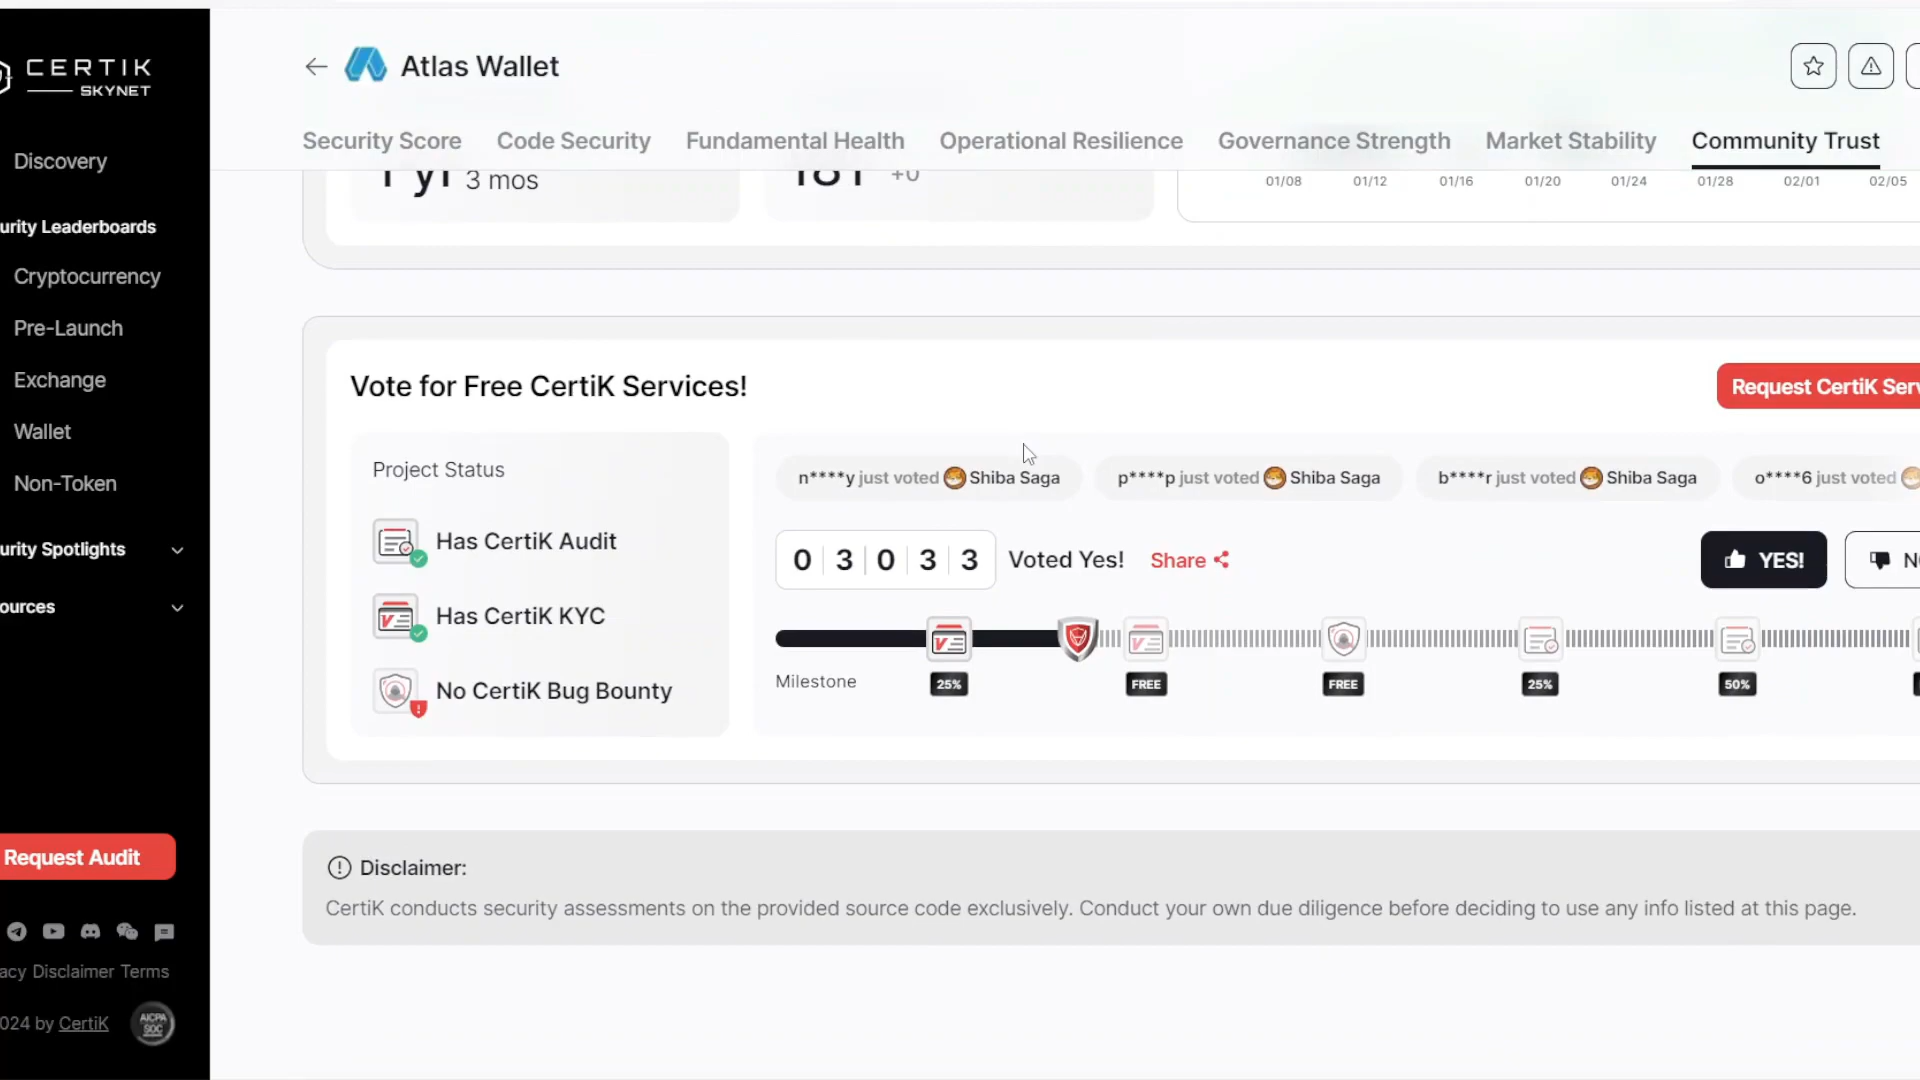 CERTIK
SKYNET
Discovery
urity Leaderboards
Cryptocurrency
Pre-Launch
Exchange
Wallet
Non-Token
urity Spotlights
ources
Request Audit
acy Disclaimer Terms
024 by CertiK
AICPA
SOC
Atlas Wallet
Security Score Code Security Fundamental Health Operational Resilience Governance Strength Market Stability Community Trust
1 yr 3 mos
181 +0
01/08 01/12 01/16 01/20 01/24 01/28 02/01 02/05
Vote for Free CertiK Services!
Request CertiK Serv
Project Status
Has CertiK Audit
Has CertiK KYC
No CertiK Bug Bounty
n****y just voted Shiba Saga
p****p just voted Shiba Saga
b****r just voted Shiba Saga
o****6 just voted
0 3 0 3 3 Voted Yes! Share
YES!
Milestone 25% FREE FREE 25% 50%
Disclaimer:
CertiK conducts security assessments on the provided source code exclusively. Conduct your own due diligence before deciding to use any info listed at this page.